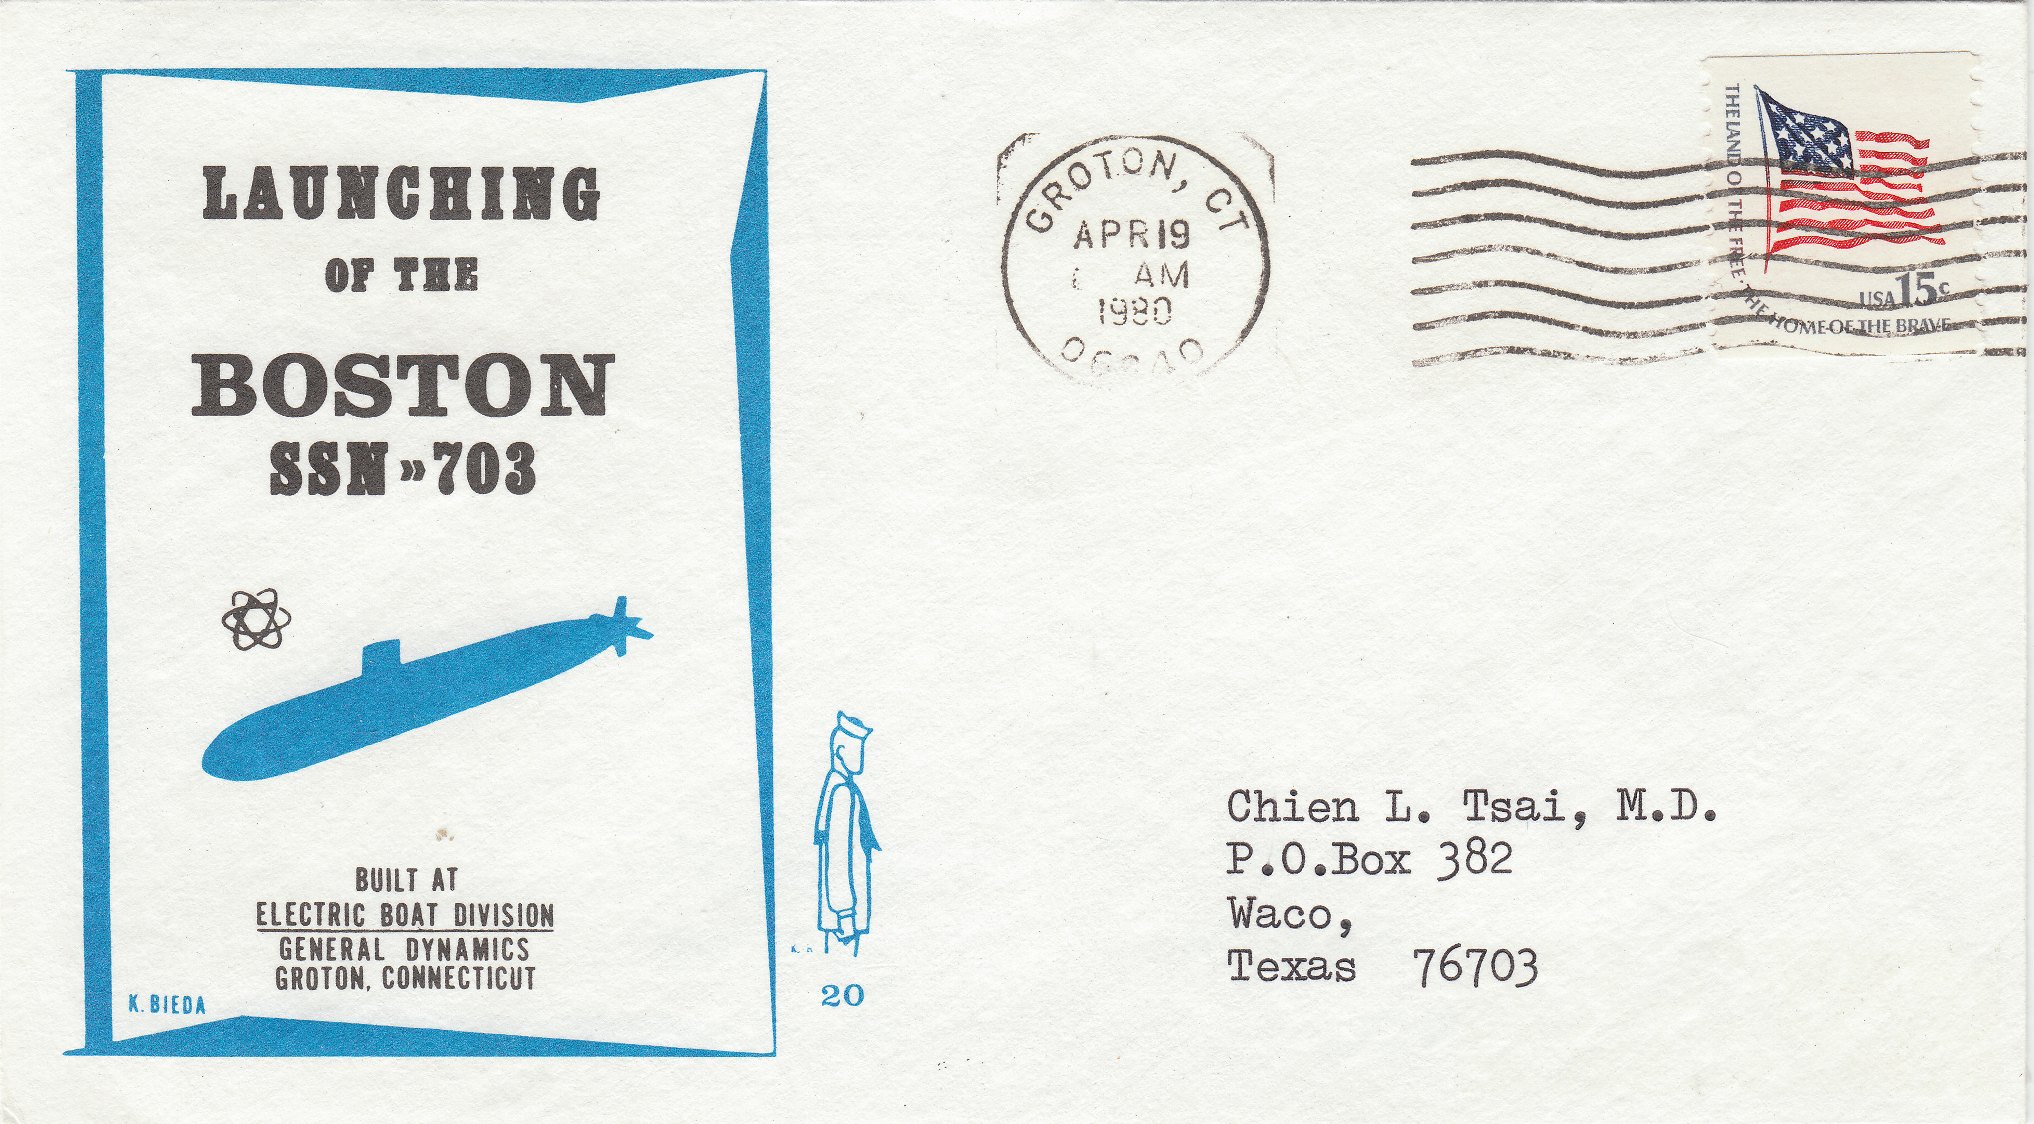 LAUNCHING
OF THE
BOSTON
SSN»703
BUILT AT
ELECTRIC BOAT DIVISION
GENERAL DYNAMICS
GROTON, CONNECTICUT
K. BIEDA
20
GROTON, CT
APR 19
AM
1980
THE LAND OF THE FREE · THE HOME OF THE BRAVE
USA 15c
Chien L. Tsai, M.D.
P.O.Box 382
Waco,
Texas 76703